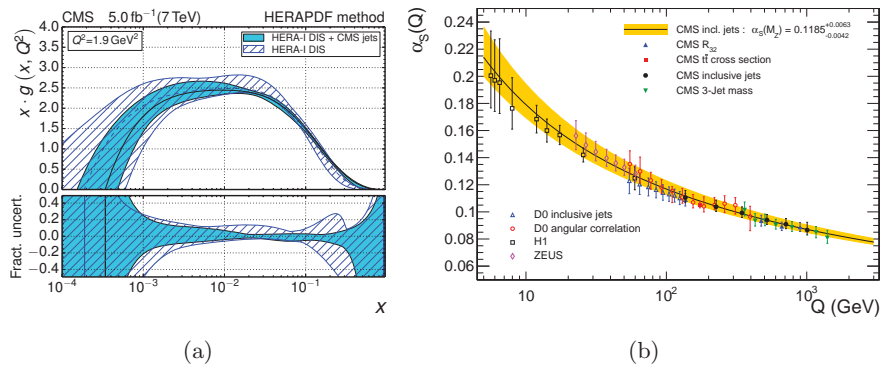 CMS 5.0 fb⁻¹(7 TeV) HERAPDF method
Q²=1.9 GeV²
HERA-I DIS + CMS jets
HERA-I DIS
x · g (x, Q²)
4.0
3.5
3.0
2.5
2.0
1.5
1.0
0.5
0.0
Fract. uncert.
0.4
0.2
0.0
−0.2
−0.4
10⁻⁴ 10⁻³ 10⁻² 10⁻¹
x
(a)
α_S(Q)
0.24
0.22
0.2
0.18
0.16
0.14
0.12
0.1
0.08
0.06
CMS incl. jets : α_S(M_Z) = 0.1185 +0.0063 −0.0042
CMS R₃₂
CMS tt̄ cross section
CMS inclusive jets
CMS 3-Jet mass
D0 inclusive jets
D0 angular correlation
H1
ZEUS
10 10² 10³
Q (GeV)
(b)